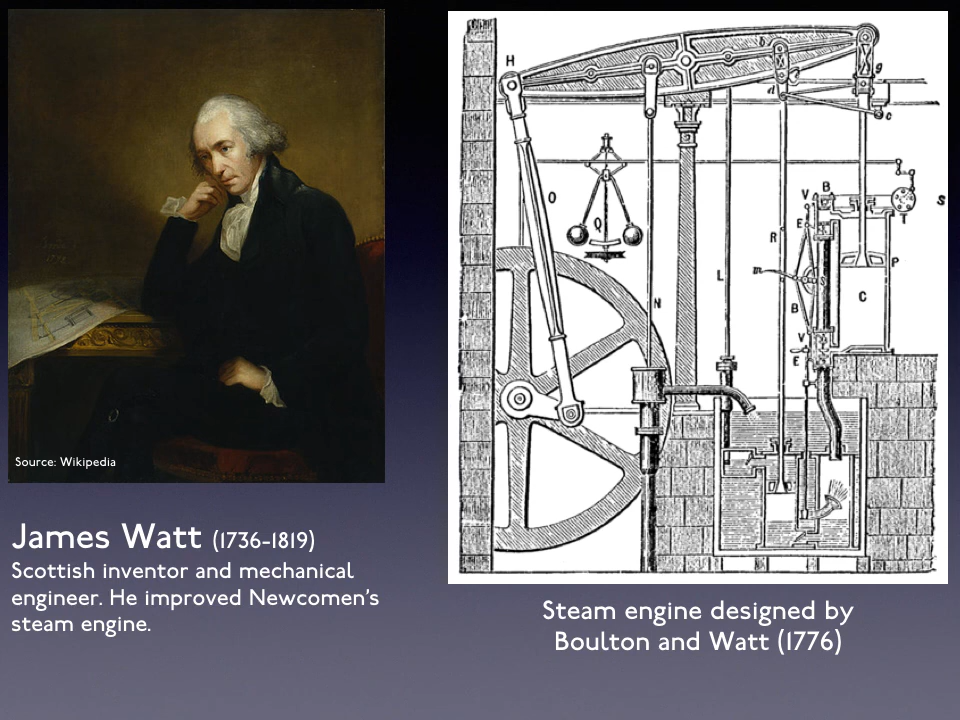 Source: Wikipedia
James Watt (1736-1819)
Scottish inventor and mechanical
engineer. He improved Newcomen's
steam engine.
H
b
g
d
c
O
Q
V
B
E
T
S
R
P
m
L
S
C
N
B
V
E
Steam engine designed by
Boulton and Watt (1776)